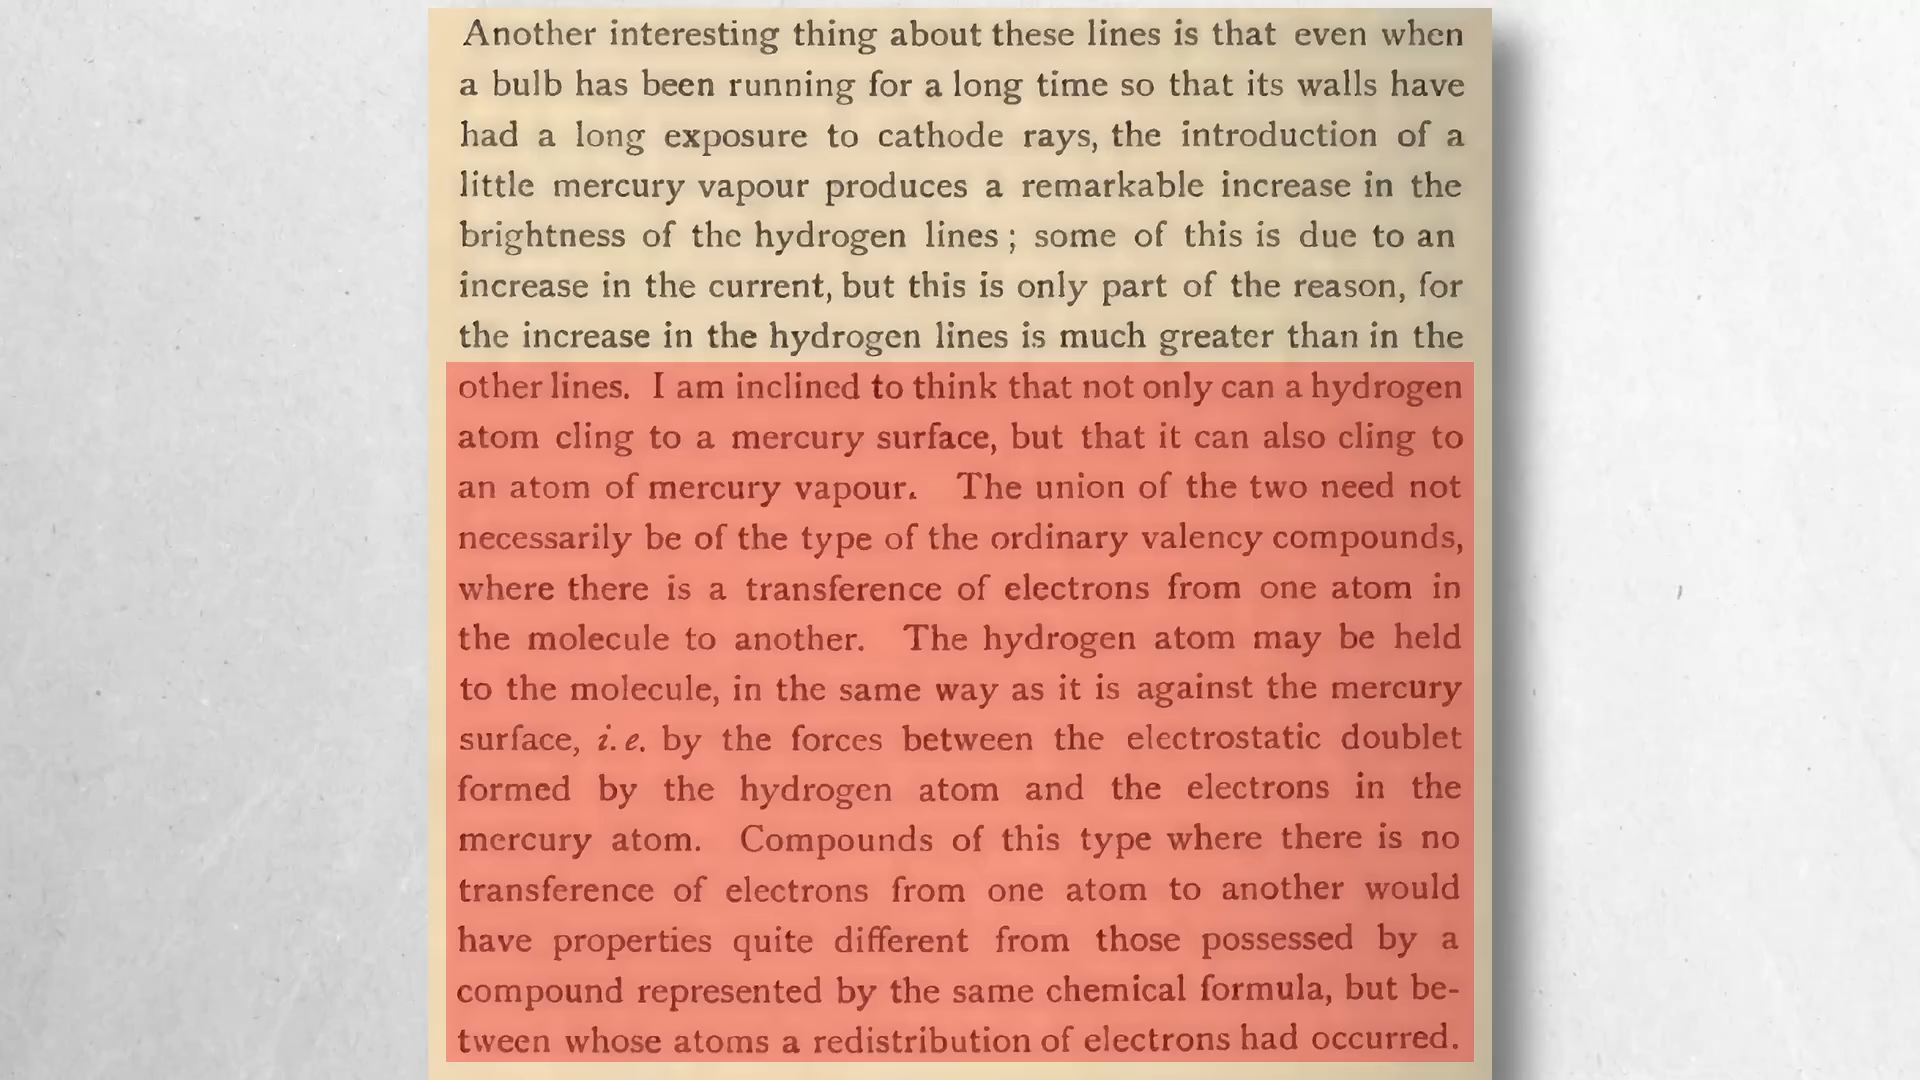 Another interesting thing about these lines is that even when
a bulb has been running for a long time so that its walls have
had a long exposure to cathode rays, the introduction of a
little mercury vapour produces a remarkable increase in the
brightness of the hydrogen lines ; some of this is due to an
increase in the current, but this is only part of the reason, for
the increase in the hydrogen lines is much greater than in the
other lines. I am inclined to think that not only can a hydrogen
atom cling to a mercury surface, but that it can also cling to
an atom of mercury vapour. The union of the two need not
necessarily be of the type of the ordinary valency compounds,
where there is a transference of electrons from one atom in
the molecule to another. The hydrogen atom may be held
to the molecule, in the same way as it is against the mercury
surface, i. e. by the forces between the electrostatic doublet
formed by the hydrogen atom and the electrons in the
mercury atom. Compounds of this type where there is no
transference of electrons from one atom to another would
have properties quite different from those possessed by a
compound represented by the same chemical formula, but be-
tween whose atoms a redistribution of electrons had occurred.